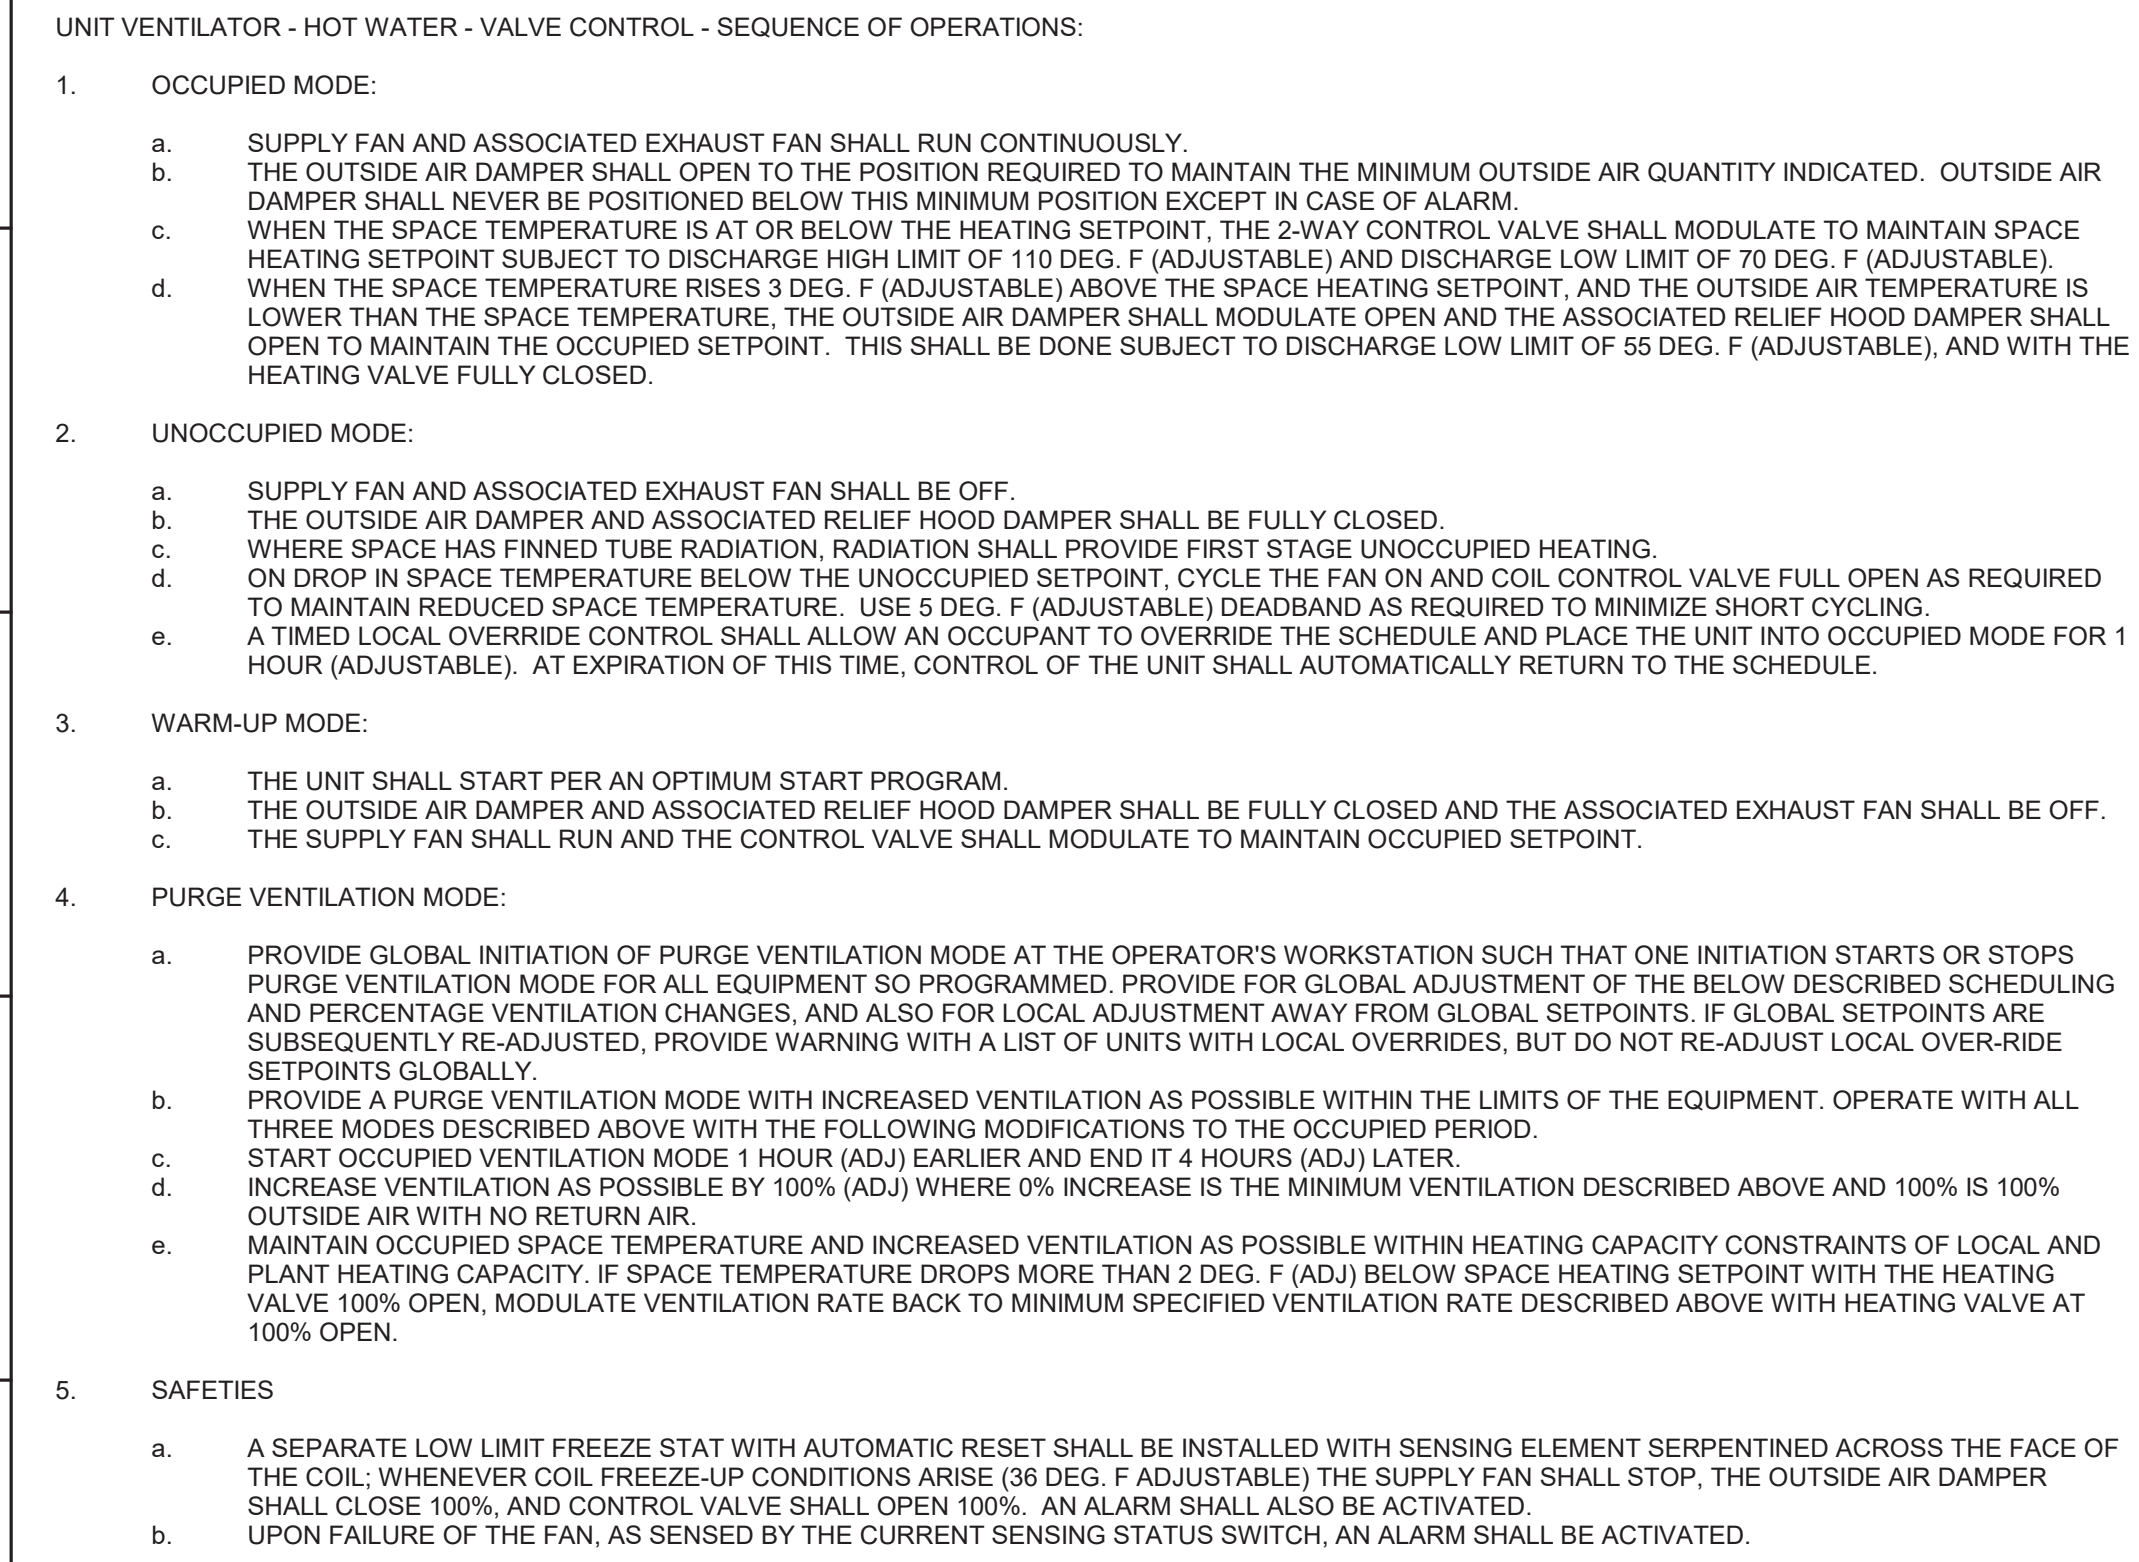 UNIT VENTILATOR - HOT WATER - VALVE CONTROL - SEQUENCE OF OPERATIONS:
1. OCCUPIED MODE:
a. SUPPLY FAN AND ASSOCIATED EXHAUST FAN SHALL RUN CONTINUOUSLY.
b. THE OUTSIDE AIR DAMPER SHALL OPEN TO THE POSITION REQUIRED TO MAINTAIN THE MINIMUM OUTSIDE AIR QUANTITY INDICATED. OUTSIDE AIR
DAMPER SHALL NEVER BE POSITIONED BELOW THIS MINIMUM POSITION EXCEPT IN CASE OF ALARM.
c. WHEN THE SPACE TEMPERATURE IS AT OR BELOW THE HEATING SETPOINT, THE 2-WAY CONTROL VALVE SHALL MODULATE TO MAINTAIN SPACE
HEATING SETPOINT SUBJECT TO DISCHARGE HIGH LIMIT OF 110 DEG. F (ADJUSTABLE) AND DISCHARGE LOW LIMIT OF 70 DEG. F (ADJUSTABLE).
d. WHEN THE SPACE TEMPERATURE RISES 3 DEG. F (ADJUSTABLE) ABOVE THE SPACE HEATING SETPOINT, AND THE OUTSIDE AIR TEMPERATURE IS
LOWER THAN THE SPACE TEMPERATURE, THE OUTSIDE AIR DAMPER SHALL MODULATE OPEN AND THE ASSOCIATED RELIEF HOOD DAMPER SHALL
OPEN TO MAINTAIN THE OCCUPIED SETPOINT. THIS SHALL BE DONE SUBJECT TO DISCHARGE LOW LIMIT OF 55 DEG. F (ADJUSTABLE), AND WITH THE
HEATING VALVE FULLY CLOSED.
2. UNOCCUPIED MODE:
a. SUPPLY FAN AND ASSOCIATED EXHAUST FAN SHALL BE OFF.
b. THE OUTSIDE AIR DAMPER AND ASSOCIATED RELIEF HOOD DAMPER SHALL BE FULLY CLOSED.
c. WHERE SPACE HAS FINNED TUBE RADIATION, RADIATION SHALL PROVIDE FIRST STAGE UNOCCUPIED HEATING.
d. ON DROP IN SPACE TEMPERATURE BELOW THE UNOCCUPIED SETPOINT, CYCLE THE FAN ON AND COIL CONTROL VALVE FULL OPEN AS REQUIRED
TO MAINTAIN REDUCED SPACE TEMPERATURE. USE 5 DEG. F (ADJUSTABLE) DEADBAND AS REQUIRED TO MINIMIZE SHORT CYCLING.
e. A TIMED LOCAL OVERRIDE CONTROL SHALL ALLOW AN OCCUPANT TO OVERRIDE THE SCHEDULE AND PLACE THE UNIT INTO OCCUPIED MODE FOR 1
HOUR (ADJUSTABLE). AT EXPIRATION OF THIS TIME, CONTROL OF THE UNIT SHALL AUTOMATICALLY RETURN TO THE SCHEDULE.
3. WARM-UP MODE:
a. THE UNIT SHALL START PER AN OPTIMUM START PROGRAM.
b. THE OUTSIDE AIR DAMPER AND ASSOCIATED RELIEF HOOD DAMPER SHALL BE FULLY CLOSED AND THE ASSOCIATED EXHAUST FAN SHALL BE OFF.
c. THE SUPPLY FAN SHALL RUN AND THE CONTROL VALVE SHALL MODULATE TO MAINTAIN OCCUPIED SETPOINT.
4. PURGE VENTILATION MODE:
a. PROVIDE GLOBAL INITIATION OF PURGE VENTILATION MODE AT THE OPERATOR'S WORKSTATION SUCH THAT ONE INITIATION STARTS OR STOPS
PURGE VENTILATION MODE FOR ALL EQUIPMENT SO PROGRAMMED. PROVIDE FOR GLOBAL ADJUSTMENT OF THE BELOW DESCRIBED SCHEDULING
AND PERCENTAGE VENTILATION CHANGES, AND ALSO FOR LOCAL ADJUSTMENT AWAY FROM GLOBAL SETPOINTS. IF GLOBAL SETPOINTS ARE
SUBSEQUENTLY RE-ADJUSTED, PROVIDE WARNING WITH A LIST OF UNITS WITH LOCAL OVERRIDES, BUT DO NOT RE-ADJUST LOCAL OVER-RIDE
SETPOINTS GLOBALLY.
b. PROVIDE A PURGE VENTILATION MODE WITH INCREASED VENTILATION AS POSSIBLE WITHIN THE LIMITS OF THE EQUIPMENT. OPERATE WITH ALL
THREE MODES DESCRIBED ABOVE WITH THE FOLLOWING MODIFICATIONS TO THE OCCUPIED PERIOD.
c. START OCCUPIED VENTILATION MODE 1 HOUR (ADJ) EARLIER AND END IT 4 HOURS (ADJ) LATER.
d. INCREASE VENTILATION AS POSSIBLE BY 100% (ADJ) WHERE 0% INCREASE IS THE MINIMUM VENTILATION DESCRIBED ABOVE AND 100% IS 100%
OUTSIDE AIR WITH NO RETURN AIR.
e. MAINTAIN OCCUPIED SPACE TEMPERATURE AND INCREASED VENTILATION AS POSSIBLE WITHIN HEATING CAPACITY CONSTRAINTS OF LOCAL AND
PLANT HEATING CAPACITY. IF SPACE TEMPERATURE DROPS MORE THAN 2 DEG. F (ADJ) BELOW SPACE HEATING SETPOINT WITH THE HEATING
VALVE 100% OPEN, MODULATE VENTILATION RATE BACK TO MINIMUM SPECIFIED VENTILATION RATE DESCRIBED ABOVE WITH HEATING VALVE AT
100% OPEN.
5. SAFETIES
a. A SEPARATE LOW LIMIT FREEZE STAT WITH AUTOMATIC RESET SHALL BE INSTALLED WITH SENSING ELEMENT SERPENTINED ACROSS THE FACE OF
THE COIL; WHENEVER COIL FREEZE-UP CONDITIONS ARISE (36 DEG. F ADJUSTABLE) THE SUPPLY FAN SHALL STOP, THE OUTSIDE AIR DAMPER
SHALL CLOSE 100%, AND CONTROL VALVE SHALL OPEN 100%. AN ALARM SHALL ALSO BE ACTIVATED.
b. UPON FAILURE OF THE FAN, AS SENSED BY THE CURRENT SENSING STATUS SWITCH, AN ALARM SHALL BE ACTIVATED.